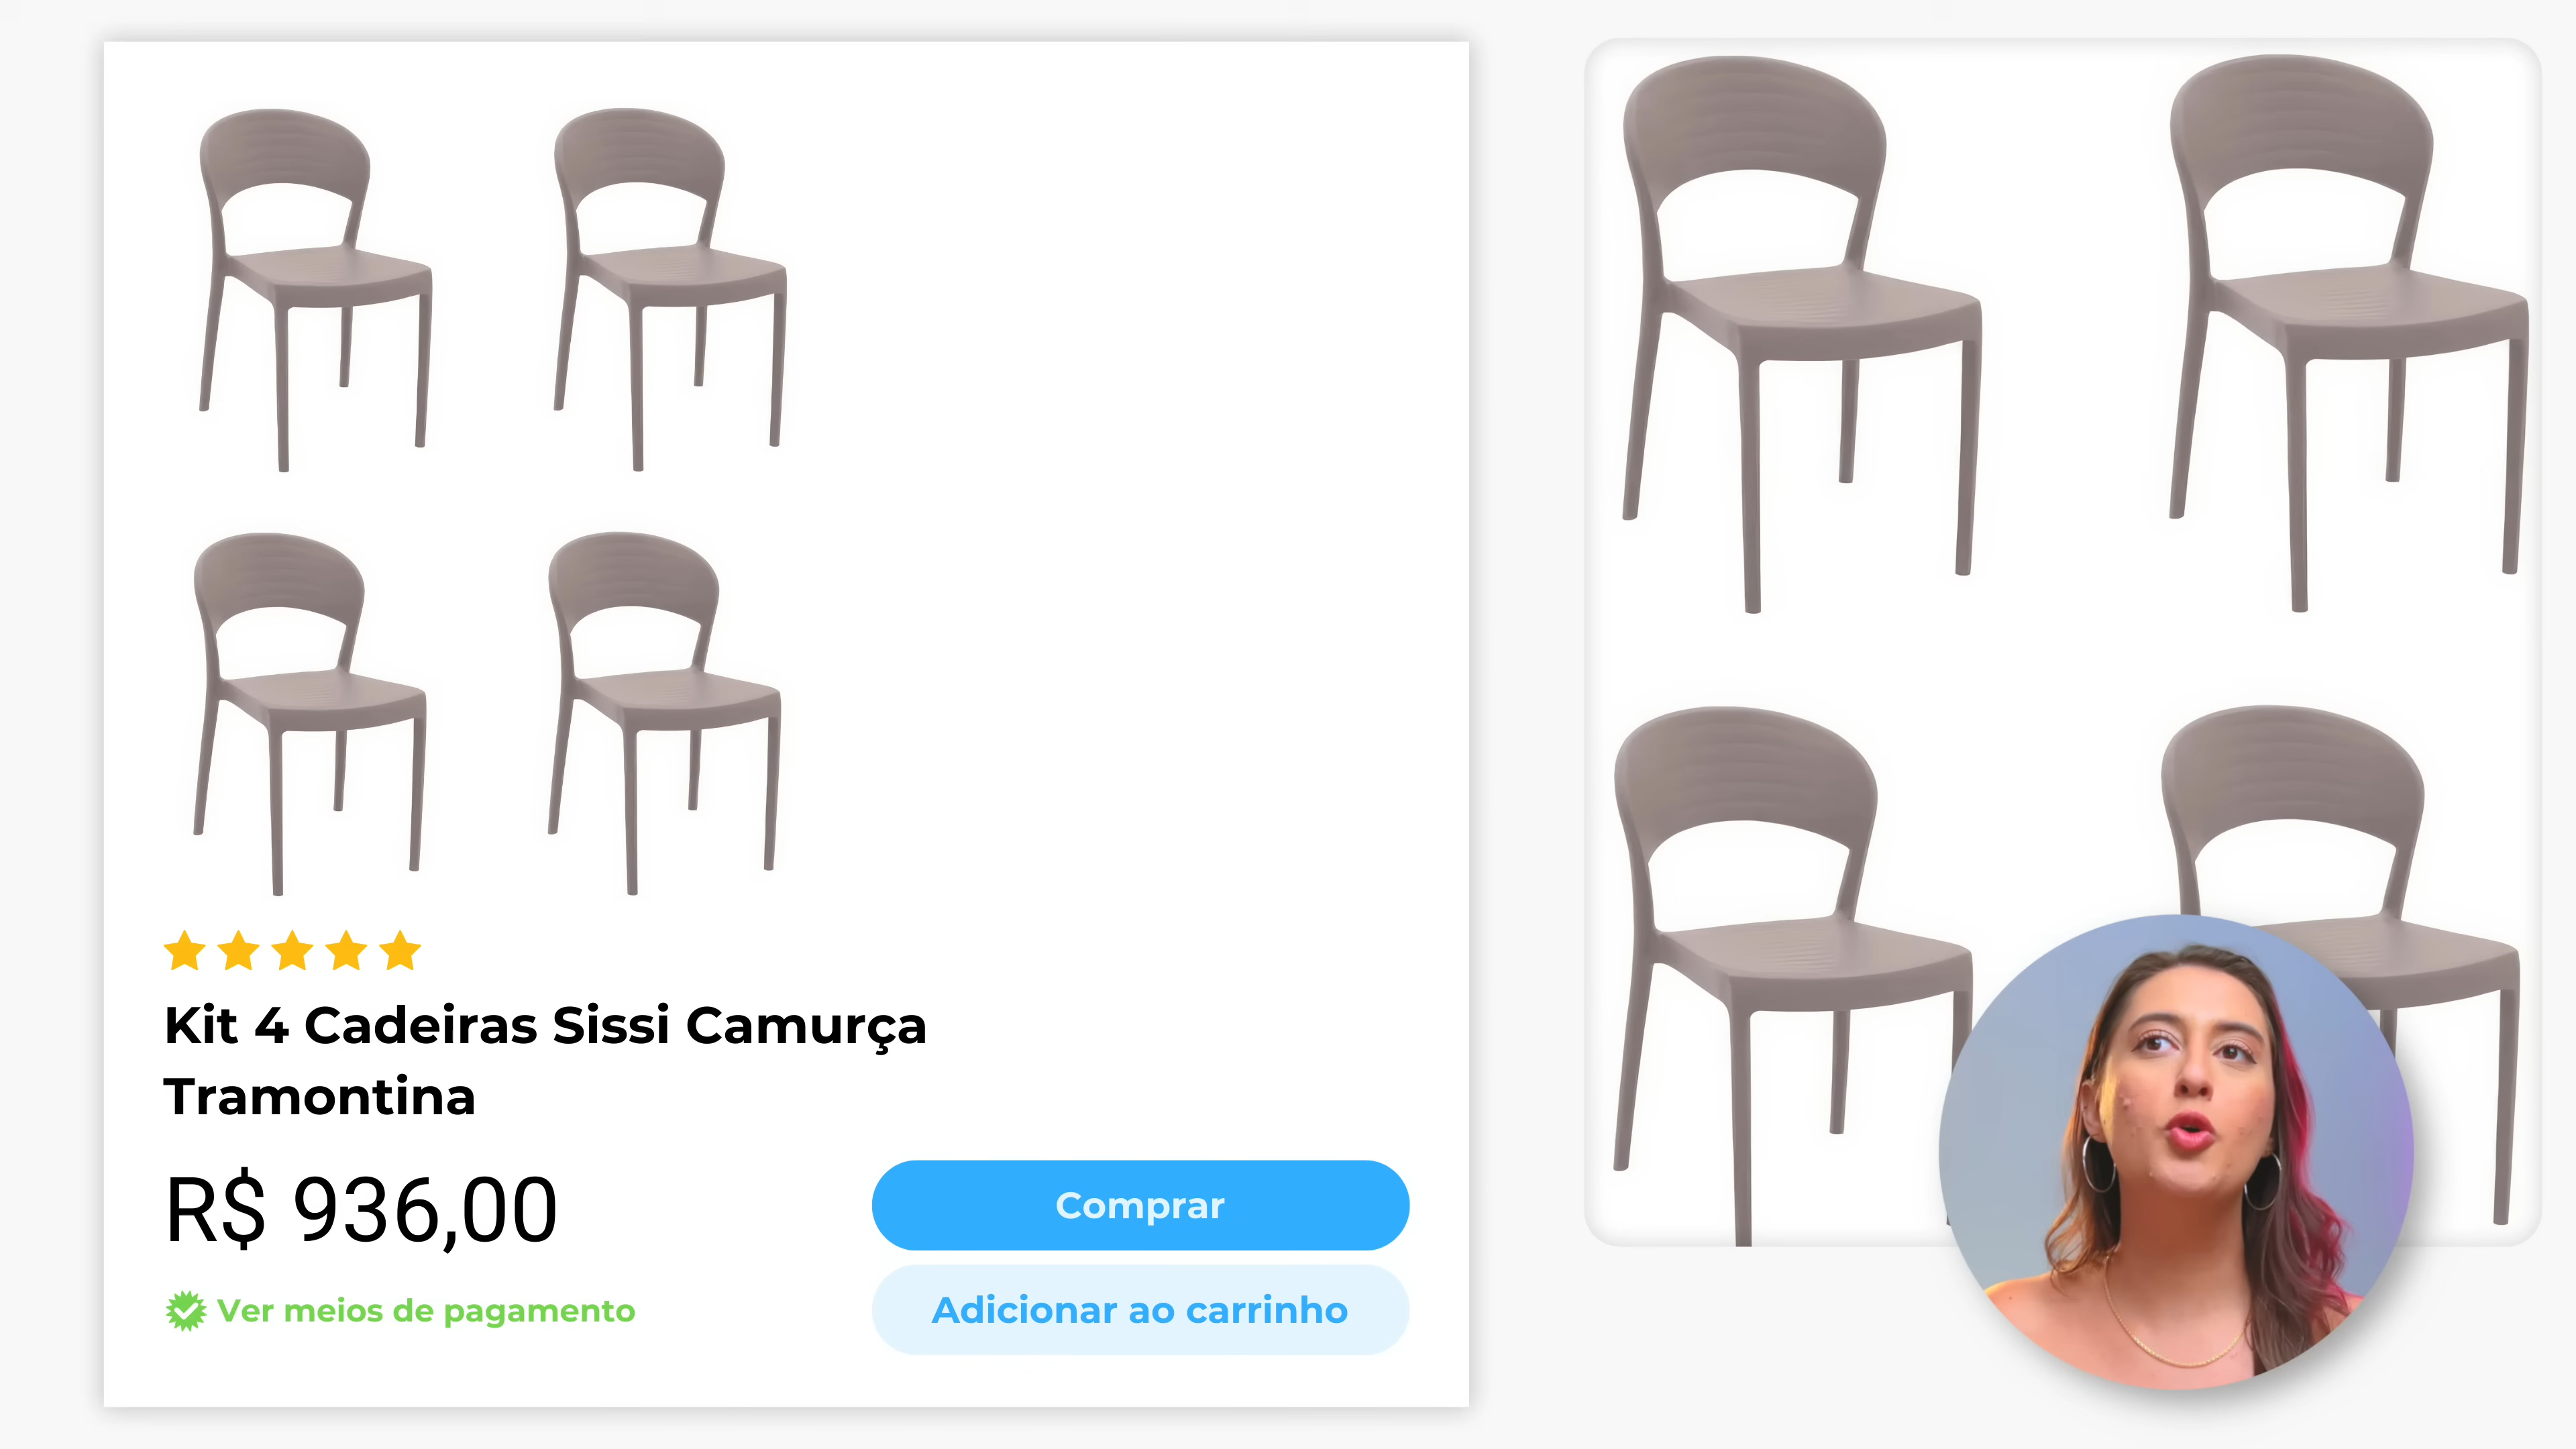 Kit 4 Cadeiras Sissi Camurça
Tramontina
R$ 936,00
Ver meios de pagamento
Comprar
Adicionar ao carrinho